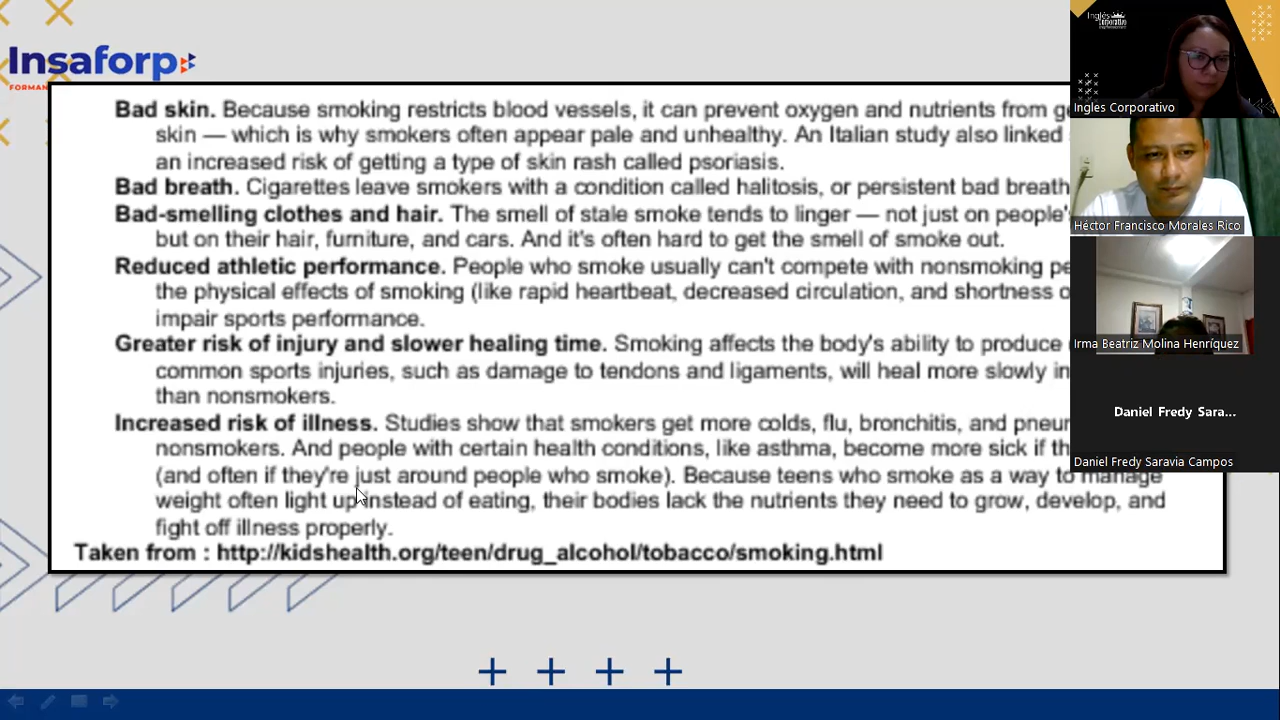 Insaforp
Bad skin. Because smoking restricts blood vessels, it can prevent oxygen and nutrients from
skin — which is why smokers often appear pale and unhealthy. An Italian study also linked
an increased risk of getting a type of skin rash called psoriasis.
Bad breath. Cigarettes leave smokers with a condition called halitosis, or persistent bad breath
Bad-smelling clothes and hair. The smell of stale smoke tends to linger — not just on people's
but on their hair, furniture, and cars. And it's often hard to get the smell of smoke out.
Reduced athletic performance. People who smoke usually can't compete with nonsmoking
the physical effects of smoking (like rapid heartbeat, decreased circulation, and shortness
impair sports performance.
Greater risk of injury and slower healing time. Smoking affects the body's ability to produce
common sports injuries, such as damage to tendons and ligaments, will heal more slowly in
than nonsmokers.
Increased risk of illness. Studies show that smokers get more colds, flu, bronchitis, and
nonsmokers. And people with certain health conditions, like asthma, become more sick if
(and often if they're just around people who smoke). Because teens who smoke as a way to manage
weight often light up instead of eating, their bodies lack the nutrients they need to grow, develop, and
fight off illness properly.
Taken from : http://kidshealth.org/teen/drug_alcohol/tobacco/smoking.html
Inglés
Corporativo
Ingles Corporativo
Héctor Francisco Morales Rico
Irma Beatriz Molina Henríquez
Daniel Fredy Sara...
Daniel Fredy Saravia Campos